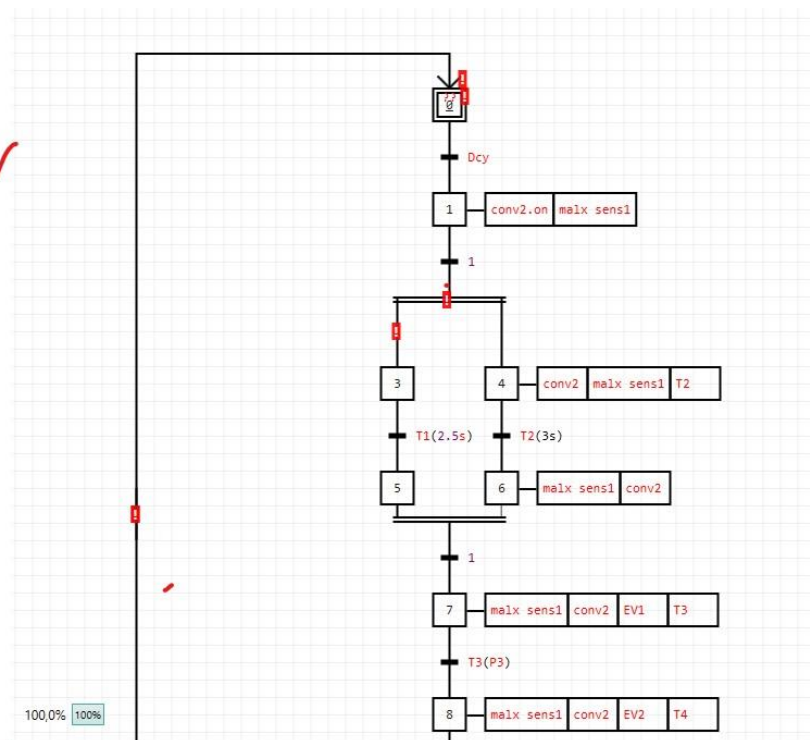 0
Dcy
1 conv2.on malx sens1
1
3 4 conv2 malx sens1 T2
T1(2.5s) T2(3s)
5 6 malx sens1 conv2
1
7 malx sens1 conv2 EV1 T3
T3(P3)
8 malx sens1 conv2 EV2 T4
100,0% 100%